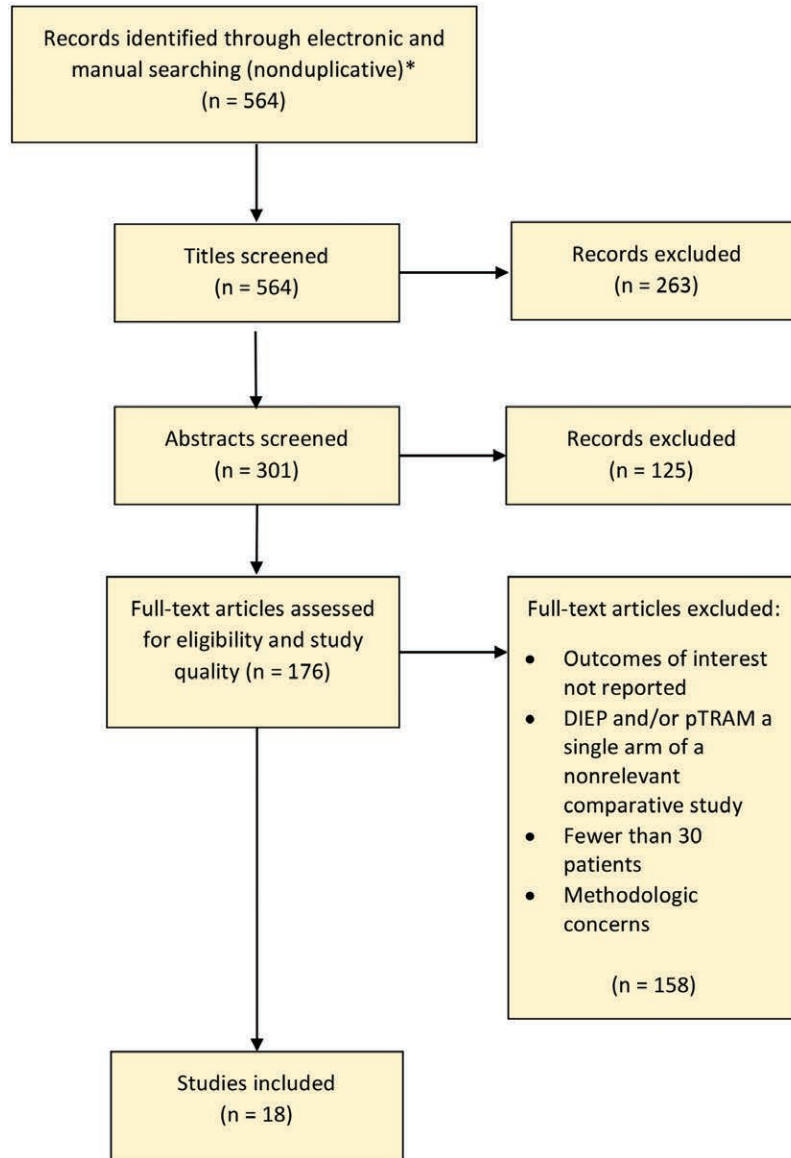 Records identified through electronic and
manual searching (nonduplicative)*
(n = 564)
Titles screened
(n = 564)
Records excluded
(n = 263)
Abstracts screened
(n = 301)
Records excluded
(n = 125)
Full-text articles assessed
for eligibility and study
quality (n = 176)
Full-text articles excluded:
• Outcomes of interest
not reported
• DIEP and/or pTRAM a
single arm of a
nonrelevant
comparative study
• Fewer than 30
patients
• Methodologic
concerns
(n = 158)
Studies included
(n = 18)